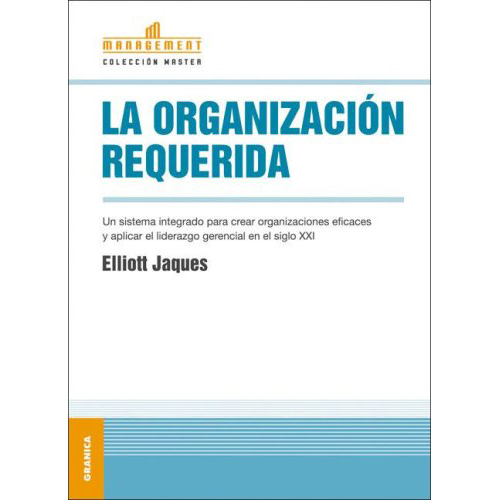 MANAGEMENT
COLECCIÓN MASTER
LA ORGANIZACIÓN
REQUERIDA
Un sistema integrado para crear organizaciones eficaces
y aplicar el liderazgo gerencial en el siglo XXI
Elliott Jaques
GRANICA